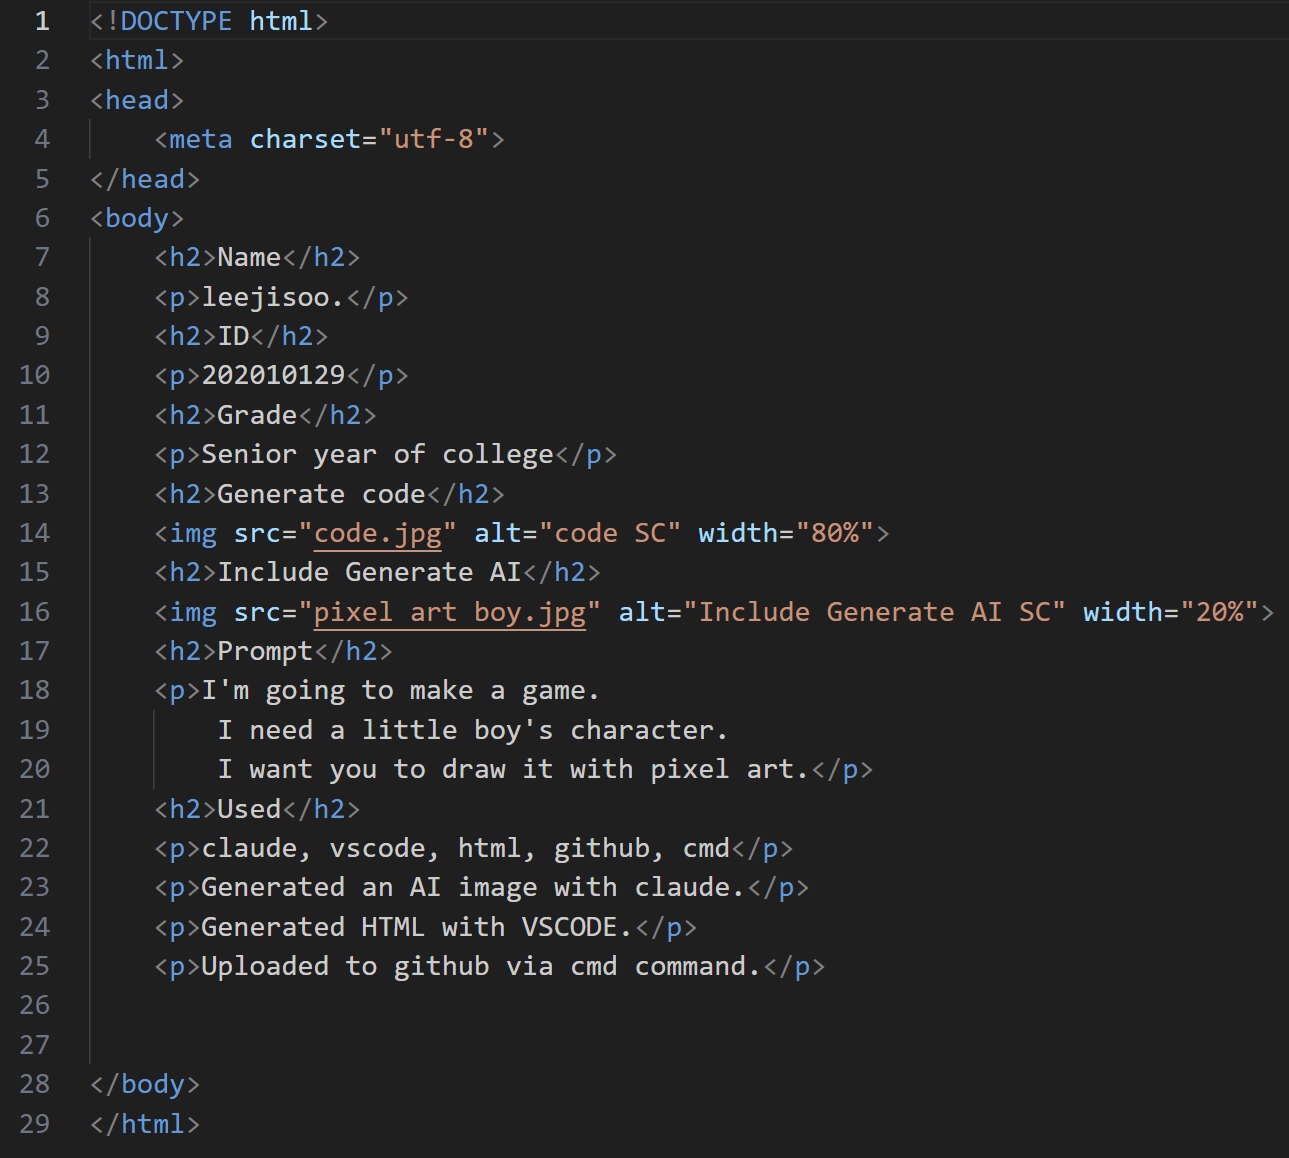 1 <!DOCTYPE html>
2 <html>
3 <head>
4     <meta charset="utf-8">
5 </head>
6 <body>
7     <h2>Name</h2>
8     <p>leejisoo.</p>
9     <h2>ID</h2>
10     <p>202010129</p>
11     <h2>Grade</h2>
12     <p>Senior year of college</p>
13     <h2>Generate code</h2>
14     <img src="code.jpg" alt="code SC" width="80%">
15     <h2>Include Generate AI</h2>
16     <img src="pixel art boy.jpg" alt="Include Generate AI SC" width="20%">
17     <h2>Prompt</h2>
18     <p>I'm going to make a game.
19         I need a little boy's character.
20         I want you to draw it with pixel art.</p>
21     <h2>Used</h2>
22     <p>claude, vscode, html, github, cmd</p>
23     <p>Generated an AI image with claude.</p>
24     <p>Generated HTML with VSCODE.</p>
25     <p>Uploaded to github via cmd command.</p>
26
27
28 </body>
29 </html>